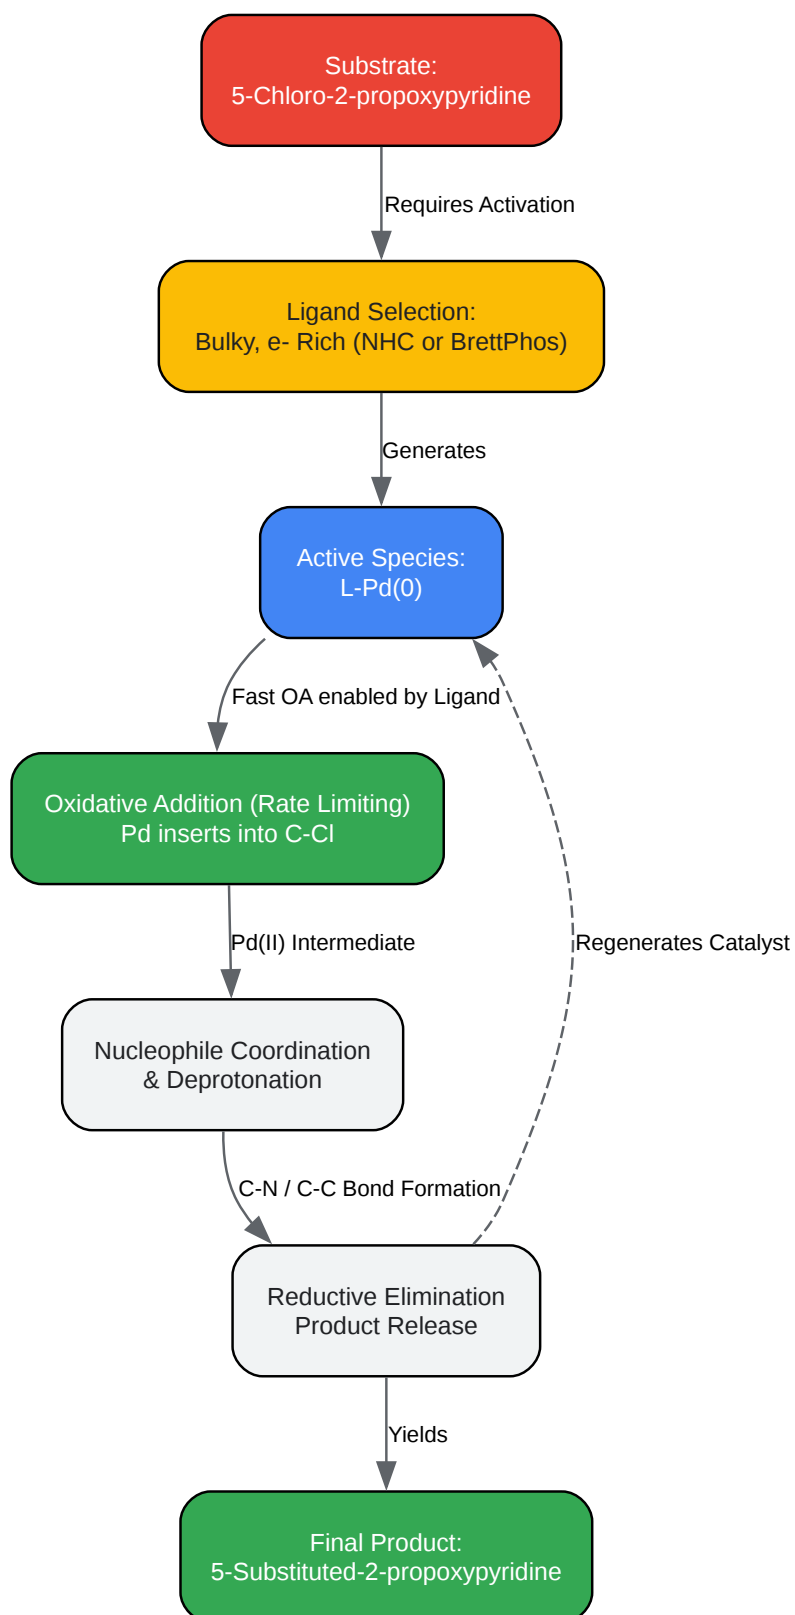 Substrate:
5-Chloro-2-propoxypyridine
Requires Activation
Ligand Selection:
Bulky, e- Rich (NHC or BrettPhos)
Generates
Active Species:
L-Pd(0)
Fast OA enabled by Ligand
Oxidative Addition (Rate Limiting)
Pd inserts into C-Cl
Pd(II) Intermediate
Regenerates Catalyst
Nucleophile Coordination
& Deprotonation
C-N / C-C Bond Formation
Reductive Elimination
Product Release
Yields
Final Product:
5-Substituted-2-propoxypyridine